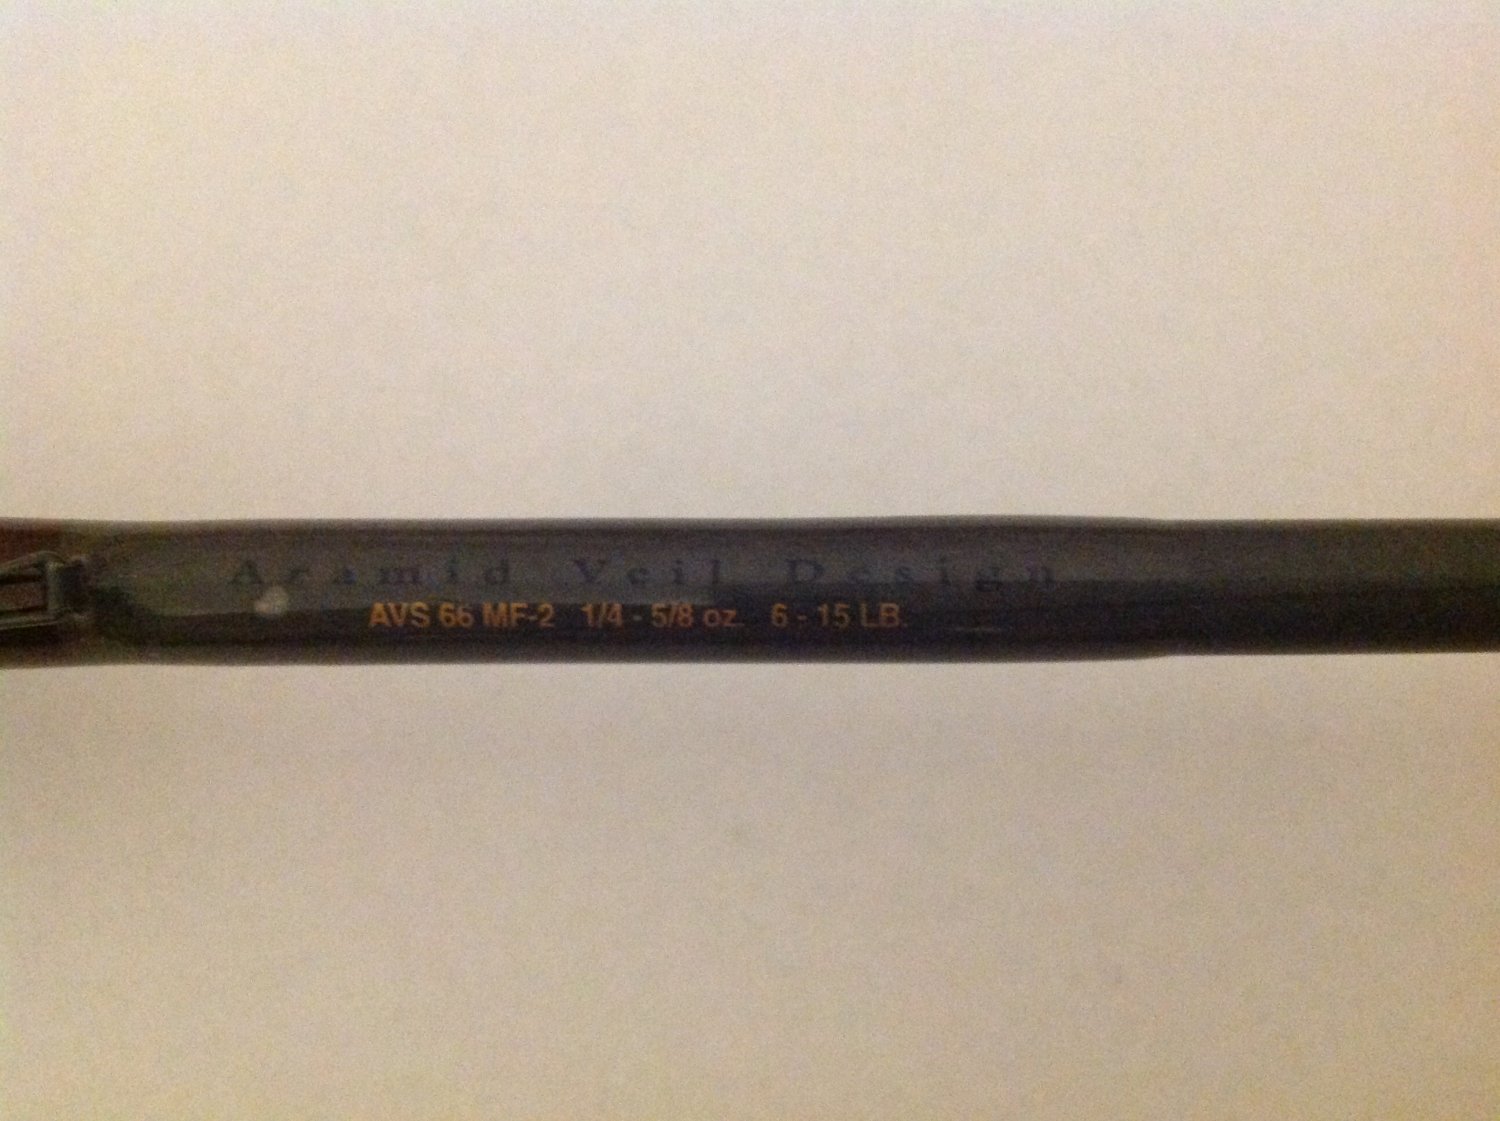 Aramid Veil Design
AVS 66 MF-2 1/4 - 5/8 oz. 6 - 15 LB.